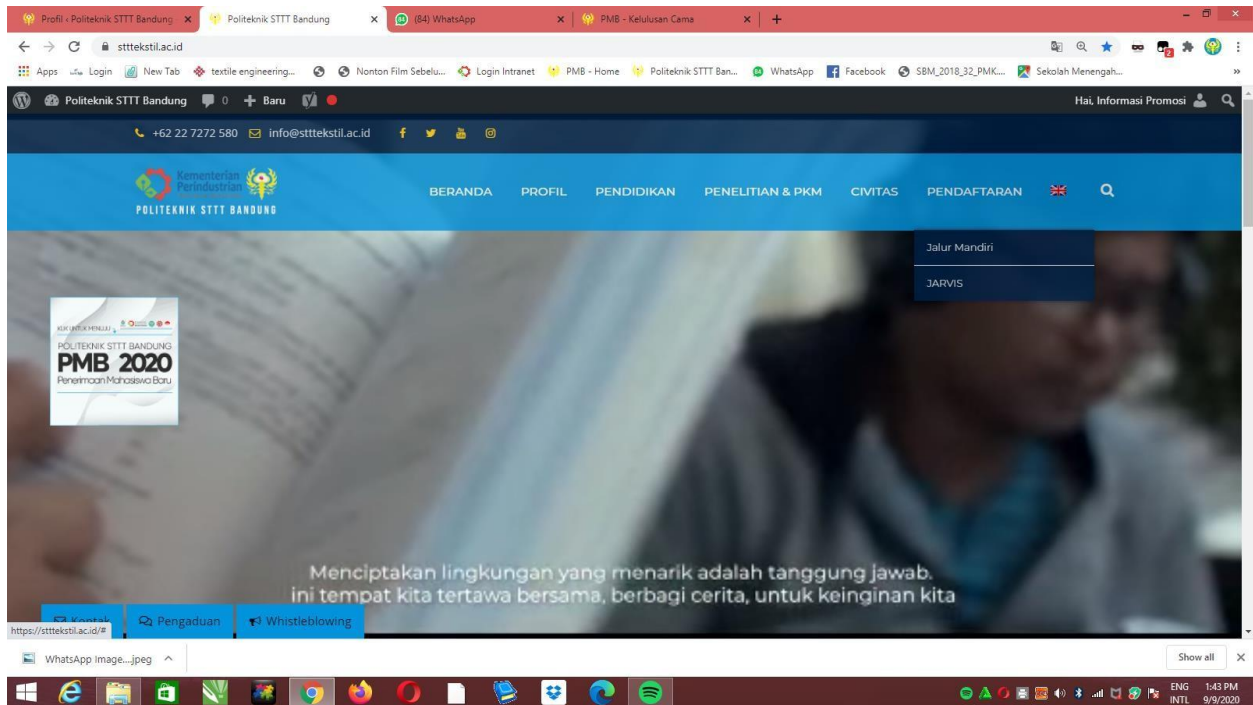 Profil ‹ Politeknik STTT Bandung
Politeknik STTT Bandung
(84) WhatsApp
PMB - Kelulusan Cama
stttekstil.ac.id
Apps
Login
New Tab
textile engineering...
Nonton Film Sebelu...
Login Intranet
PMB - Home
Politeknik STTT Ban...
WhatsApp
Facebook
SBM_2018_32_PMK....
Sekolah Menengah...
Politeknik STTT Bandung
0
Baru
Hai, Informasi Promosi
+62 22 7272 580
info@stttekstil.ac.id
Kementerian
Perindustrian
POLITEKNIK STTT BANDUNG
BERANDA
PROFIL
PENDIDIKAN
PENELITIAN & PKM
CIVITAS
PENDAFTARAN
Jalur Mandiri
JARVIS
KLIK UNTUK MENUJU
POLITEKNIK STTT BANDUNG
PMB 2020
Penerimaan Mahasiswa Baru
Menciptakan lingkungan yang menarik adalah tanggung jawab.
ini tempat kita tertawa bersama, berbagi cerita, untuk keinginan kita
Kontak
Pengaduan
Whistleblowing
https://stttekstil.ac.id/#
WhatsApp Image....jpeg
Show all
ENG
INTL
1:43 PM
9/9/2020